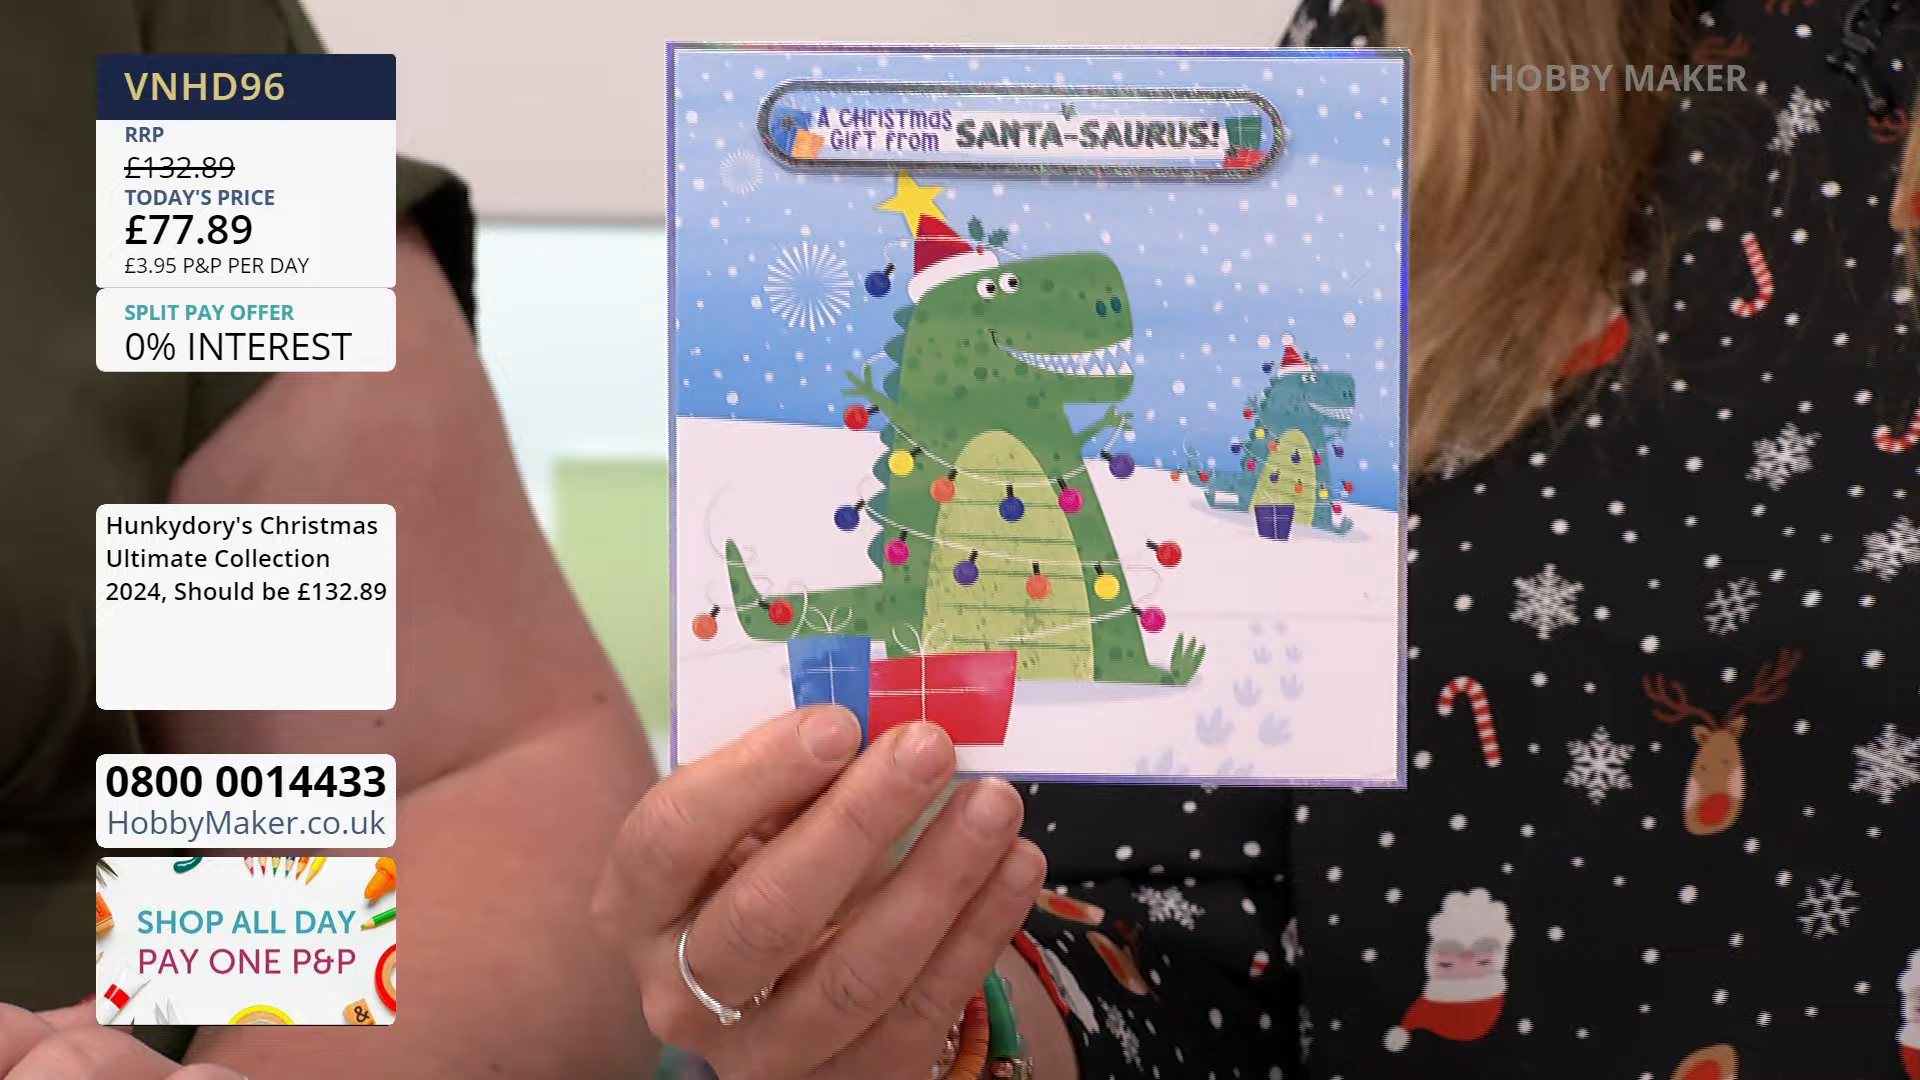 VNHD96
RRP
£132.89
TODAY'S PRICE
£77.89
£3.95 P&P PER DAY
SPLIT PAY OFFER
0% INTEREST
Hunkydory's Christmas
Ultimate Collection
2024, Should be £132.89
0800 0014433
HobbyMaker.co.uk
SHOP ALL DAY
PAY ONE P&P
&
A CHRISTMAS
GIFT FROM
SANTA-SAURUS!
HOBBY MAKER